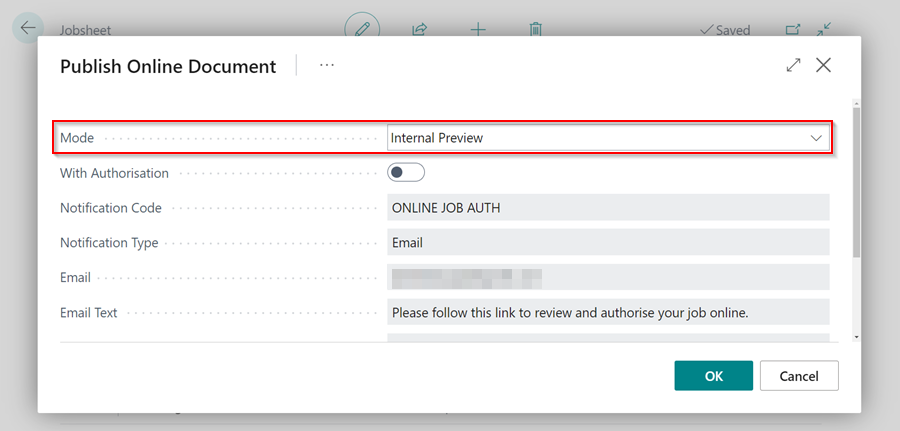 Jobsheet
Saved
Publish Online Document
Mode
Internal Preview
With Authorisation
Notification Code
ONLINE JOB AUTH
Notification Type
Email
Email
Email Text
Please follow this link to review and authorise your job online.
OK
Cancel